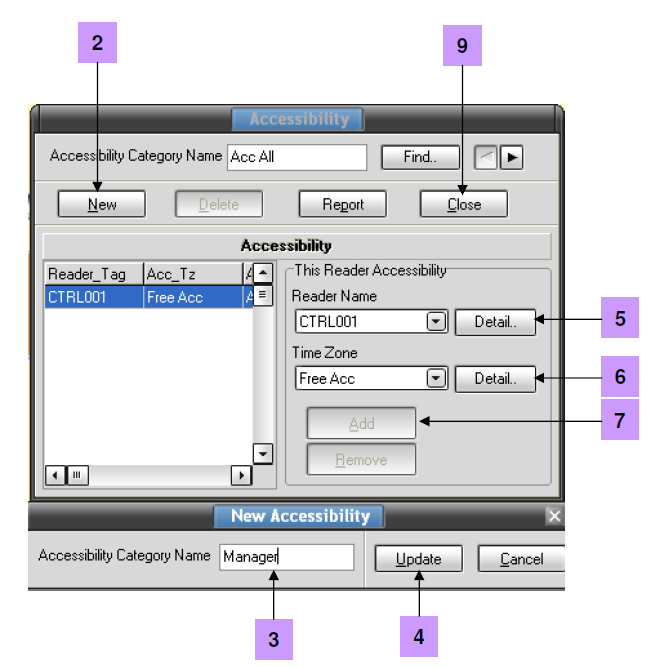 2
9
Accessibility
Accessibility Category Name Acc All Find..
New Delete Report Close
Accessibility
Reader_Tag Acc_Tz A
CTRL001 Free Acc A
This Reader Accessibility
Reader Name
CTRL001 Detail..
5
Time Zone
Free Acc Detail..
6
Add
7
Remove
New Accessibility
Accessibility Category Name Manager Update Cancel
3
4